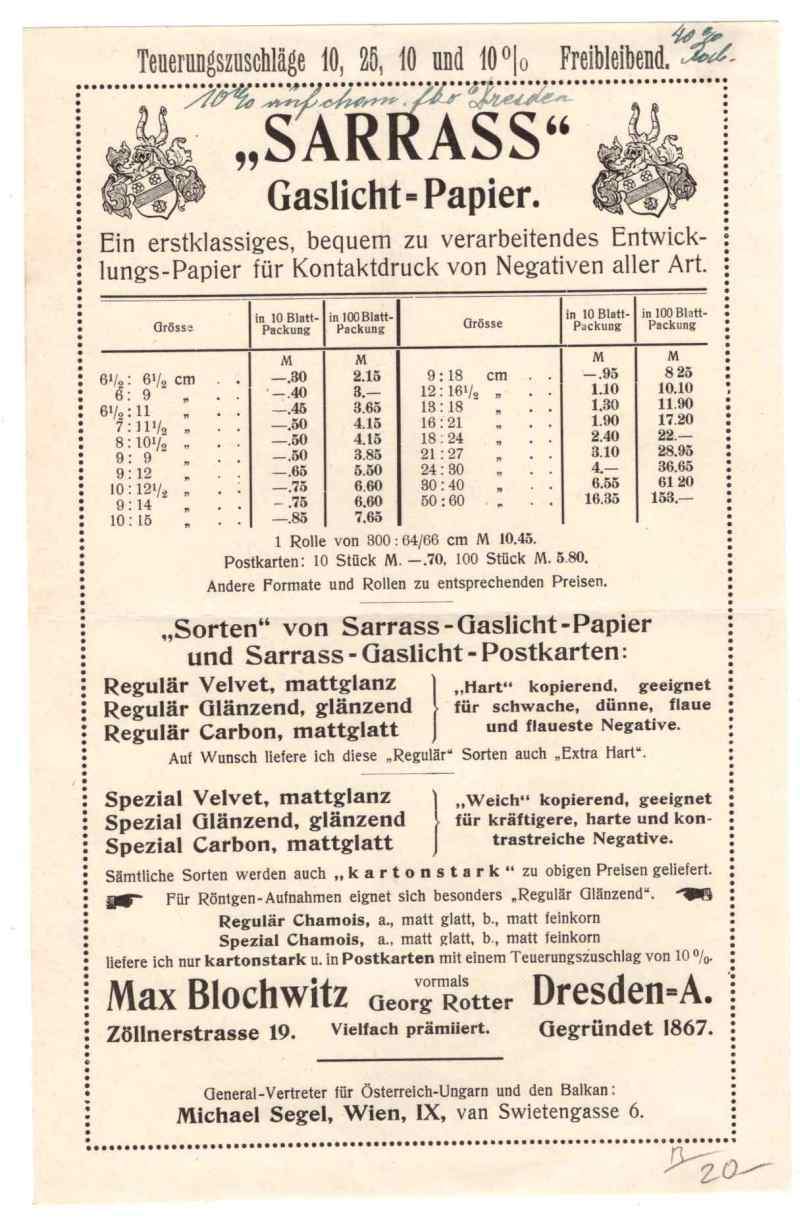 Teuerungszuschläge 10, 25, 10 und 10% Freibleibend.
40%
10% auf cham. fbo Dresden
„SARRASS“
Gaslicht=Papier.
Ein erstklassiges, bequem zu verarbeitendes Entwick-
lungs-Papier für Kontaktdruck von Negativen aller Art.
Grösse in 10 Blatt-Packung in 100 Blatt-Packung Grösse in 10 Blatt-Packung in 100 Blatt-Packung
M M M M
6½ : 6½ cm . . —.30 2.15 9 : 18 cm . . —.95 8 25
6 : 9 „ . . —.40 3.— 12 : 16½ „ . . 1.10 10.10
6½ : 11 „ . . —.45 3.65 13 : 18 „ . . 1.30 11.90
7 : 11½ „ . . —.50 4.15 16 : 21 „ . . 1.90 17.20
8 : 10½ „ . . —.50 4.15 18 : 24 „ . . 2.40 22.—
9 : 9 „ . . —.50 3.85 21 : 27 „ . . 3.10 28.95
9 : 12 „ . . —.65 5.50 24 : 30 „ . . 4.— 36.65
10 : 12½ „ . . —.75 6.60 30 : 40 „ . . 6.55 61 20
9 : 14 „ . . —.75 6.60 50 : 60 „ . . 16.35 153.—
10 : 15 „ . . —.85 7.65
1 Rolle von 300 : 64/66 cm M 10.45.
Postkarten: 10 Stück M. —.70, 100 Stück M. 5.80.
Andere Formate und Rollen zu entsprechenden Preisen.
„Sorten“ von Sarrass-Gaslicht-Papier
und Sarrass-Gaslicht-Postkarten:
Regulär Velvet, mattglanz
Regulär Glänzend, glänzend
Regulär Carbon, mattglatt
„Hart“ kopierend, geeignet
für schwache, dünne, flaue
und flaueste Negative.
Auf Wunsch liefere ich diese „Regulär“ Sorten auch „Extra Hart“.
Spezial Velvet, mattglanz
Spezial Glänzend, glänzend
Spezial Carbon, mattglatt
„Weich“ kopierend, geeignet
für kräftigere, harte und kon-
trastreiche Negative.
Sämtliche Sorten werden auch „kartonstark“ zu obigen Preisen geliefert.
Für Röntgen-Aufnahmen eignet sich besonders „Regulär Glänzend“.
Regulär Chamois, a., matt glatt, b., matt feinkorn
Spezial Chamois, a., matt glatt, b., matt feinkorn
liefere ich nur kartonstark u. in Postkarten mit einem Teuerungszuschlag von 10%.
Max Blochwitz vormals Georg Rotter Dresden=A.
Zöllnerstrasse 19. Vielfach prämiiert. Gegründet 1867.
General-Vertreter für Österreich-Ungarn und den Balkan:
Michael Segel, Wien, IX, van Swietengasse 6.
20